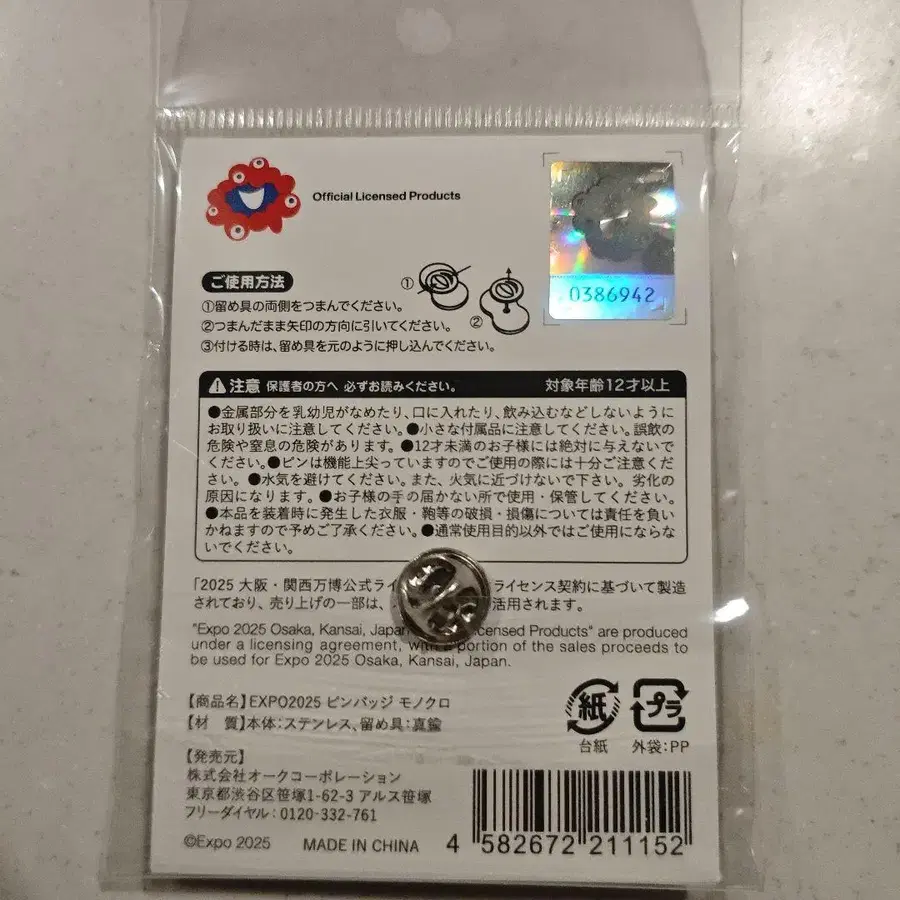 Official Licensed Products
0386942
ご使用方法
①留め具の両側をつまんでください。
②つまんだまま矢印の方向に引いてください。
③付ける時は、留め具を元のように押し込んでください。
①
②
注意 保護者の方へ 必ずお読みください。 対象年齢12才以上
●金属部分を乳幼児がなめたり、口に入れたり、飲み込むなどしないように
お取り扱いに注意してください。●小さな付属品に注意してください。誤飲の
危険や窒息の危険があります。●12才未満のお子様には絶対に与えないで
ください。●ピンは機能上尖っていますのでご使用の際には十分ご注意くだ
さい。●水気を避けてください。また、火気に近づけないで下さい。劣化の
原因になります。●お子様の手の届かない所で使用・保管してください。
●本品を装着時に発生した衣服・鞄等の破損・損傷については責任を負い
かねますので予めご了承ください。●通常使用目的以外ではご使用にならな
いでください。
「2025 大阪・関西万博公式ライ ライセンス契約に基づいて製造
されており、売り上げの一部は、 活用されます。
"Expo 2025 Osaka, Kansai, Japan Licensed Products" are produced
under a licensing agreement, with a portion of the sales proceeds to
be used for Expo 2025 Osaka, Kansai, Japan.
【商品名】EXPO2025 ピンバッジ モノクロ
【材　質】本体：ステンレス、留め具：真鍮
紙
台紙
プラ
外袋：PP
【発売元】
株式会社オークコーポレーション
東京都渋谷区笹塚1-62-3 アルス笹塚
フリーダイヤル：0120-332-761
©Expo 2025 MADE IN CHINA
4 582672 211152